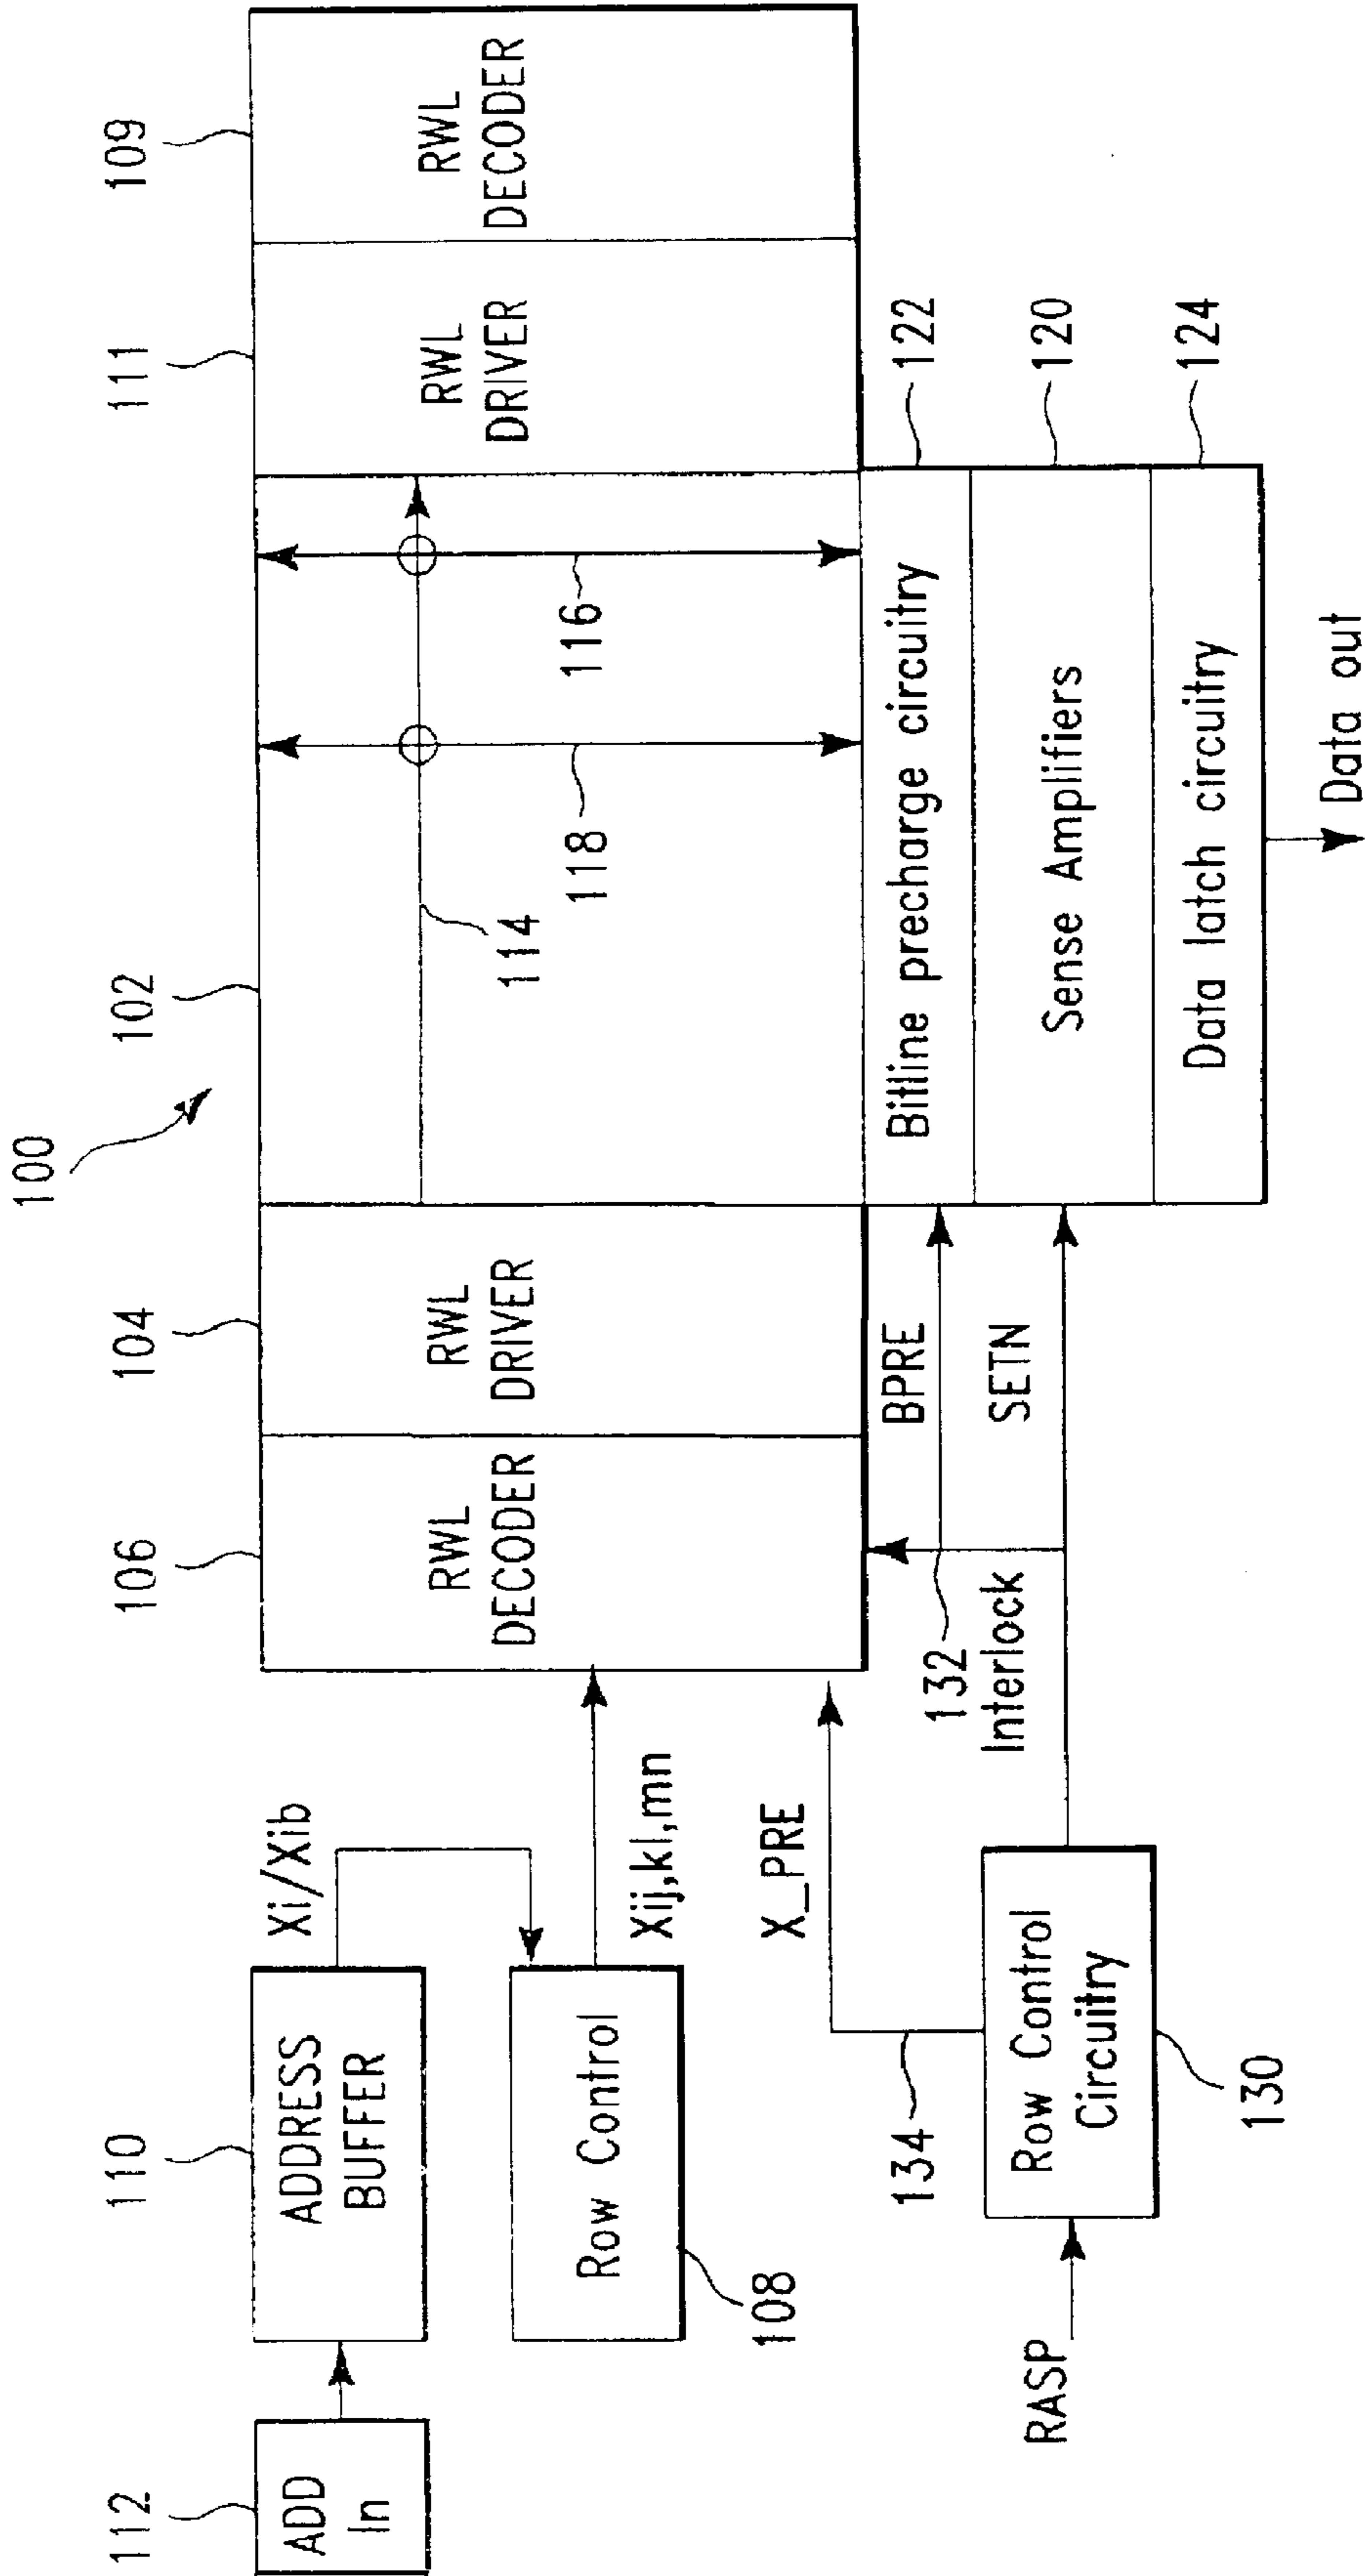 100
112
110
106
104
102
111
109
ADD
In
ADDRESS
BUFFER
Xi/Xib
RWL
DECODER
RWL
DRIVER
RWL
DRIVER
RWL
DECODER
Row Control
108
Xij,kl,mn
114
118
116
X_PRE
134
132
Interlock
BPRE
SETN
Bitline precharge circuitry
122
Sense Amplifiers
120
Data latch circuitry
124
RASP
Row Control
Circuitry
130
Data out